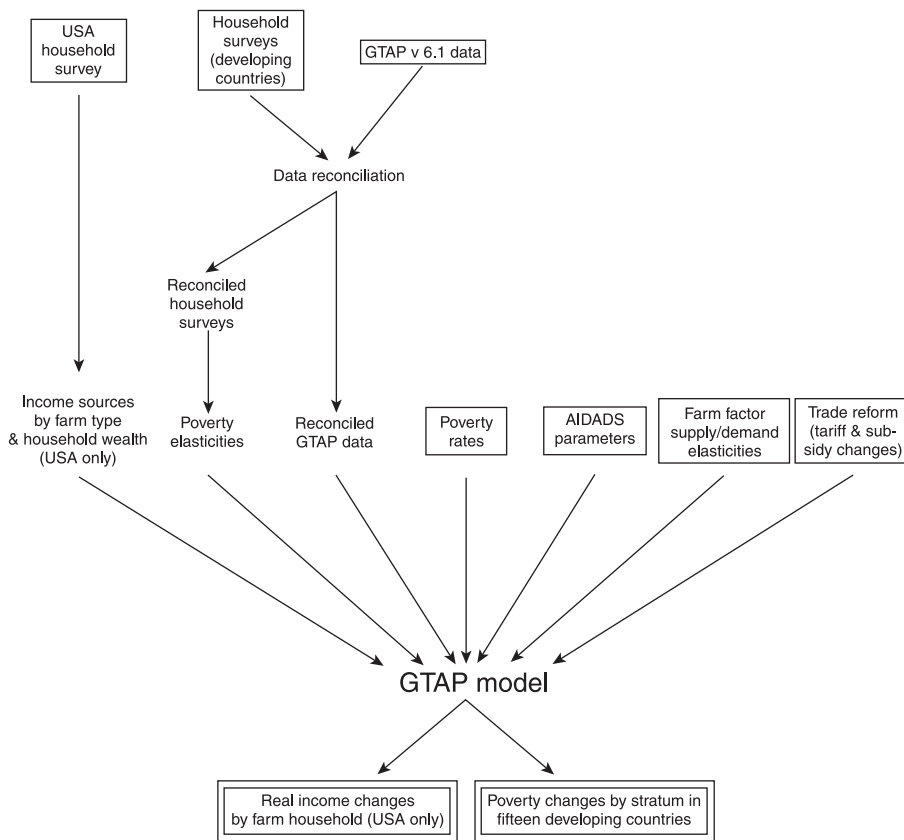 USA
household
survey
Household
surveys
(developing
countries)
GTAP v 6.1 data
Data reconciliation
Reconciled
household
surveys
Income sources
by farm type
& household wealth
(USA only)
Poverty
elasticities
Reconciled
GTAP data
Poverty
rates
AIDADS
parameters
Farm factor
supply/demand
elasticities
Trade reform
(tariff & sub-
sidy changes)
GTAP model
Real income changes
by farm household (USA only)
Poverty changes by stratum in
fifteen developing countries